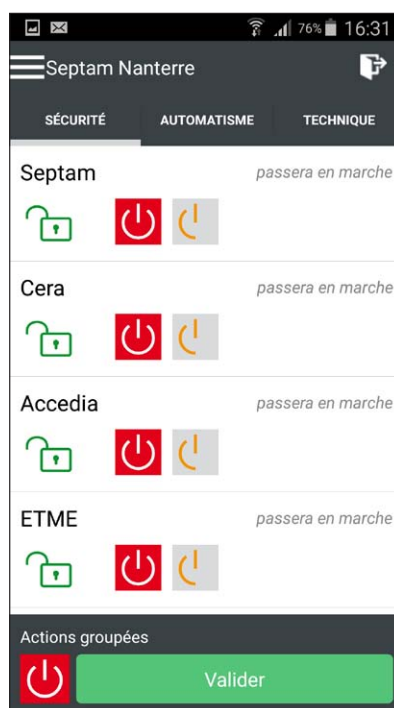 76% 16:31
Septam Nanterre
SÉCURITÉ AUTOMATISME TECHNIQUE
Septam passera en marche
Cera passera en marche
Accedia passera en marche
ETME passera en marche
Actions groupées
Valider